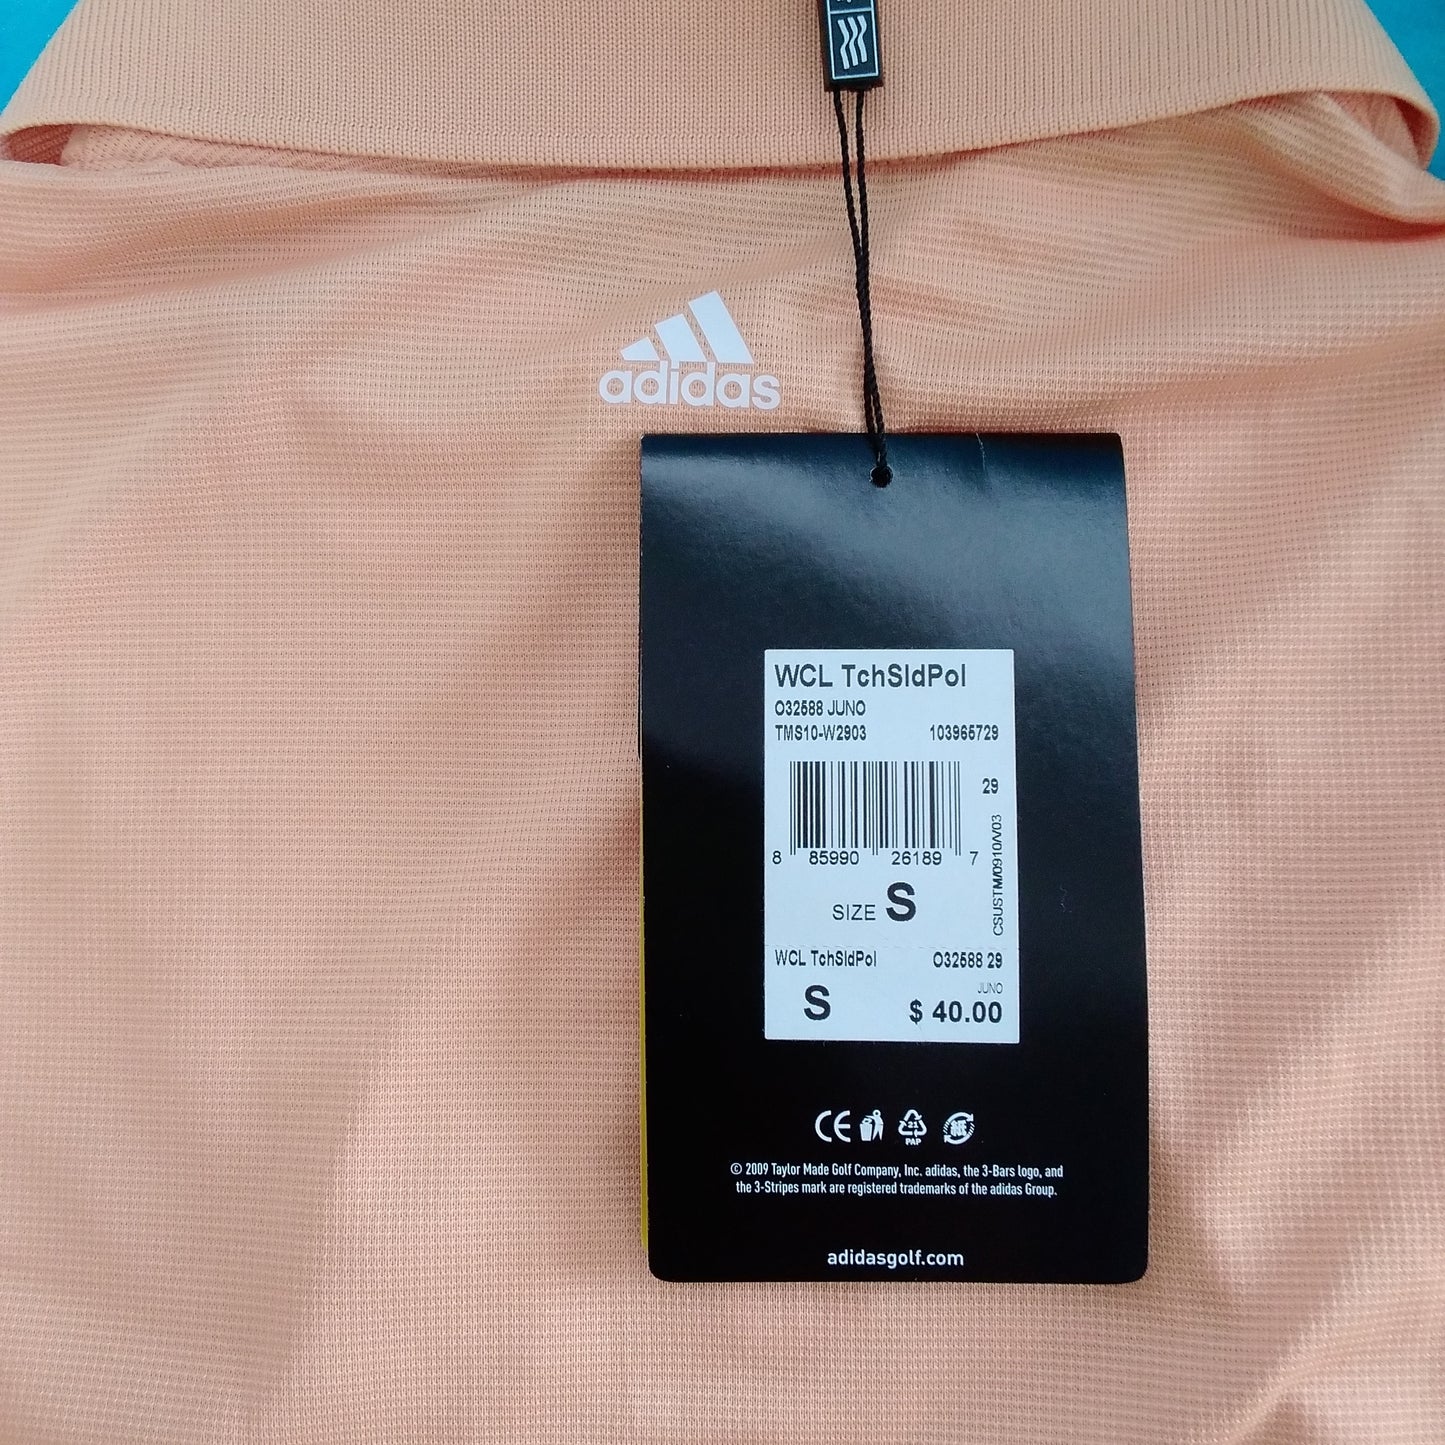 adidas
WCL TchSldPol
O32588 JUNO
TMS10-W2903 103965729
29
8 85990 26189 7
CSUSTM/0910/V03
SIZE S
WCL TchSldPol O32588 29
JUNO
S $ 40.00
CE
21
PAP
紙
© 2009 Taylor Made Golf Company, Inc. adidas, the 3-Bars logo, and
the 3-Stripes mark are registered trademarks of the adidas Group.
adidasgolf.com